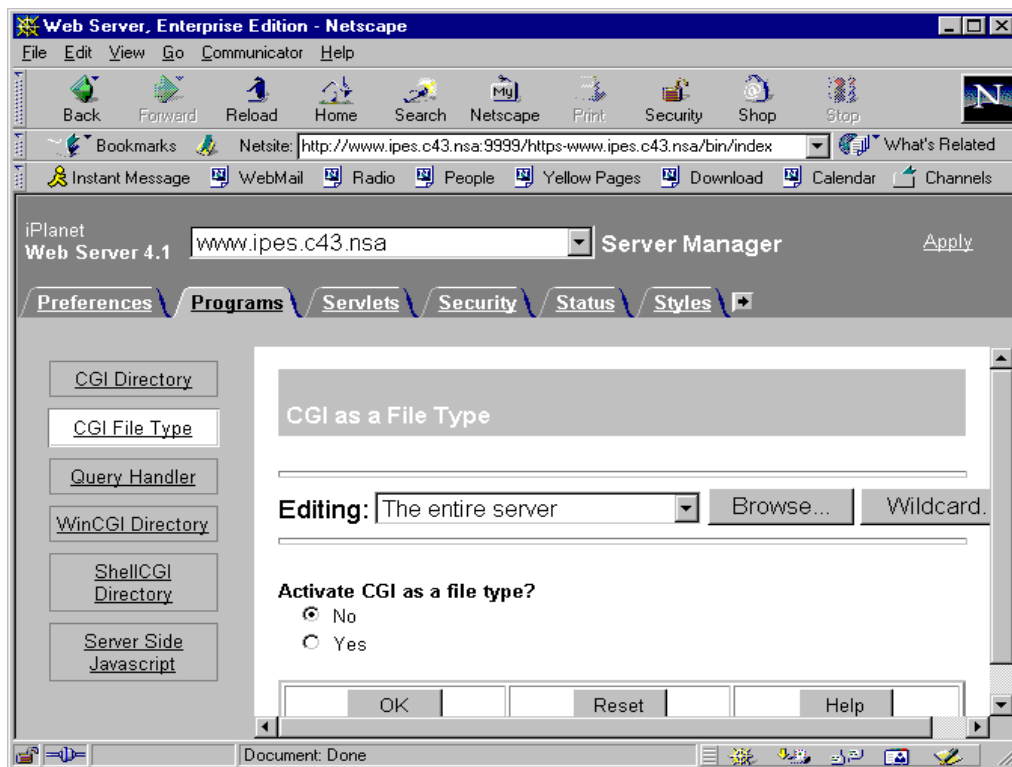 Web Server, Enterprise Edition - Netscape
File Edit View Go Communicator Help
My N
Back Forward Reload Home Search Netscape Print Security Shop Stop
Bookmarks Netsite: http://www.ipes.c43.nsa:9999/https-www.ipes.c43.nsa/bin/index What's Related
Instant Message WebMail Radio People Yellow Pages Download Calendar Channels
iPlanet
Web Server 4.1 www.ipes.c43.nsa Server Manager Apply
Preferences Programs Servlets Security Status Styles
CGI Directory
CGI File Type
Query Handler
WinCGI Directory
ShellCGI
Directory
Server Side
Javascript
CGI as a File Type
Editing: The entire server Browse... Wildcard.
Activate CGI as a file type?
No
Yes
OK Reset Help
Document: Done